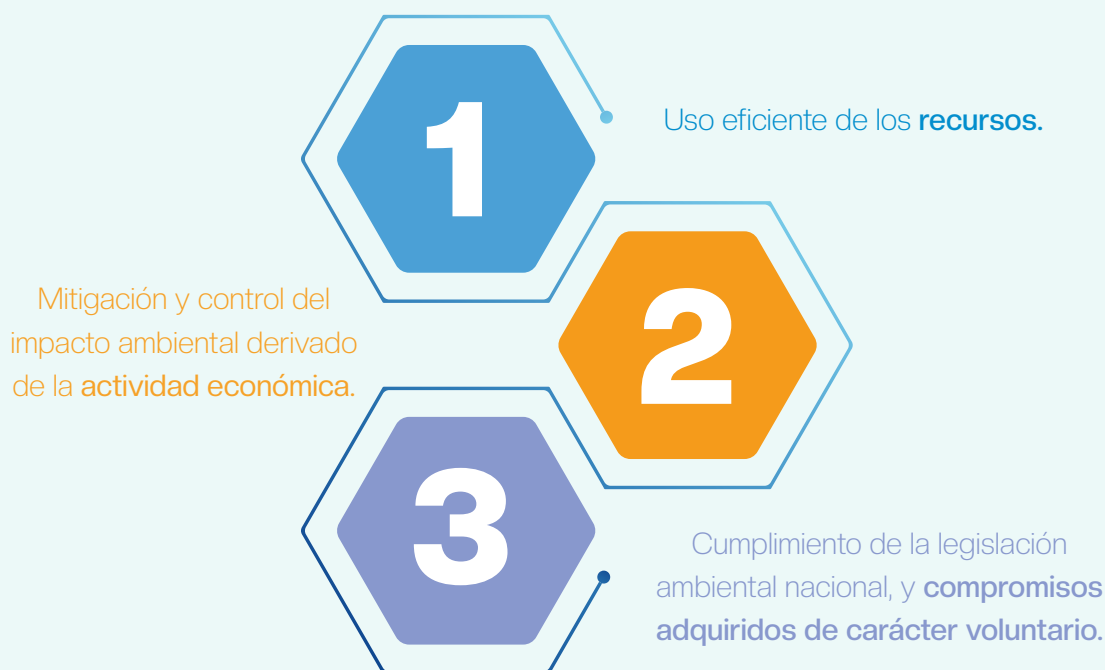 1
Uso eficiente de los recursos.
2
Mitigación y control del
impacto ambiental derivado
de la actividad económica.
3
Cumplimiento de la legislación
ambiental nacional, y compromisos
adquiridos de carácter voluntario.